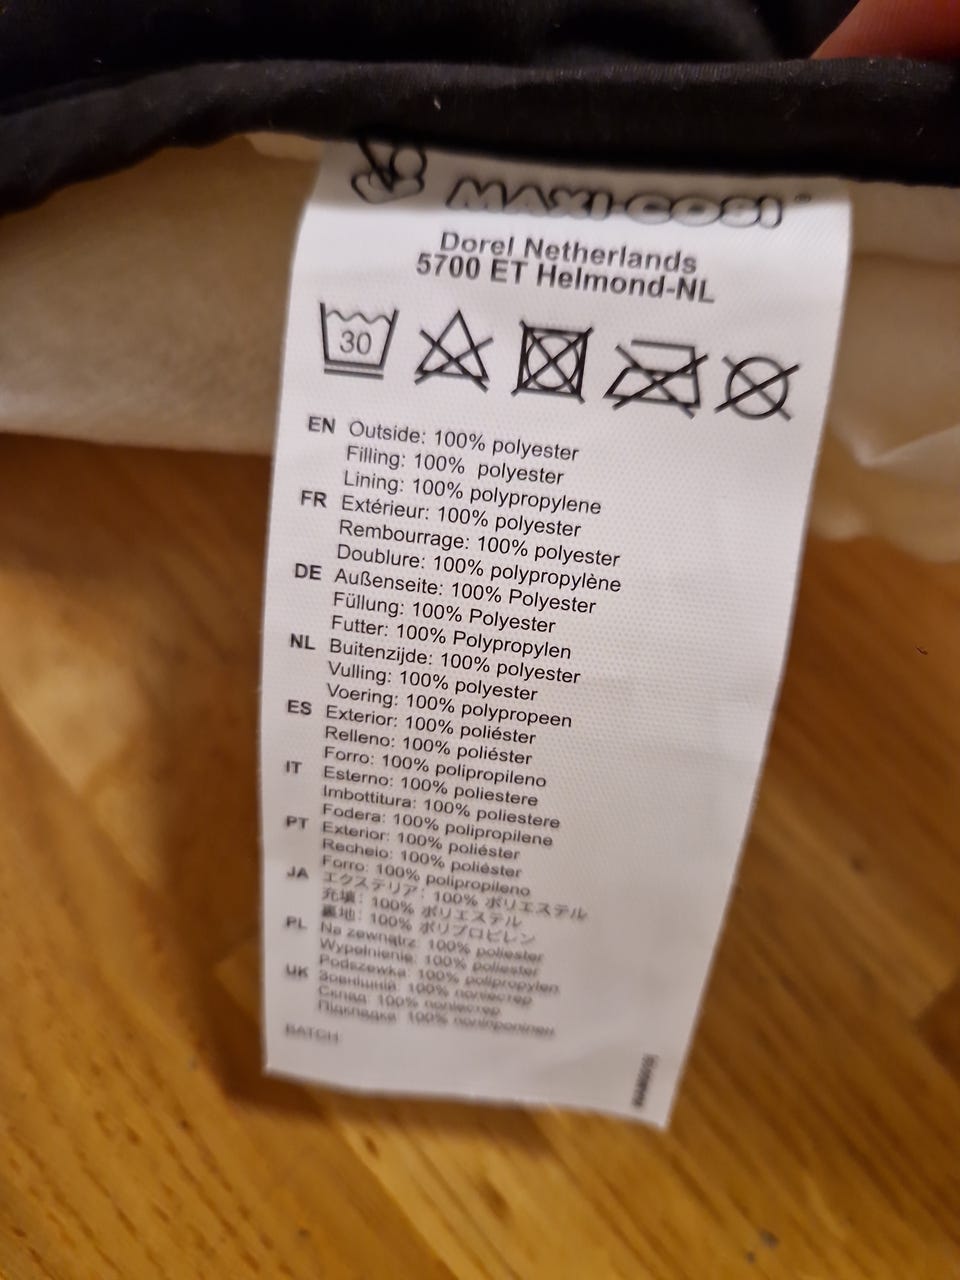 MAXI-COSI®
Dorel Netherlands
5700 ET Helmond-NL
30
EN Outside: 100% polyester
Filling: 100% polyester
Lining: 100% polypropylene
FR Extérieur: 100% polyester
Rembourrage: 100% polyester
Doublure: 100% polypropylène
DE Außenseite: 100% Polyester
Füllung: 100% Polyester
Futter: 100% Polypropylen
NL Buitenzijde: 100% polyester
Vulling: 100% polyester
Voering: 100% polypropeen
ES Exterior: 100% poliéster
Relleno: 100% poliéster
Forro: 100% polipropileno
IT Esterno: 100% poliestere
Imbottitura: 100% poliestere
Fodera: 100% polipropilene
PT Exterior: 100% poliéster
Recheio: 100% poliéster
Forro: 100% polipropileno
JA エクステリア: 100% ポリエステル
充填: 100% ポリエステル
裏地: 100% ポリプロピレン
PL Na zewnątrz: 100% poliester
Wypełnienie: 100% poliester
Podszewka: 100% polipropylen
UK Зовнішній: 100% поліестер
Склад: 100% поліестер
Підкладка: 100% поліпропілен
BATCH: